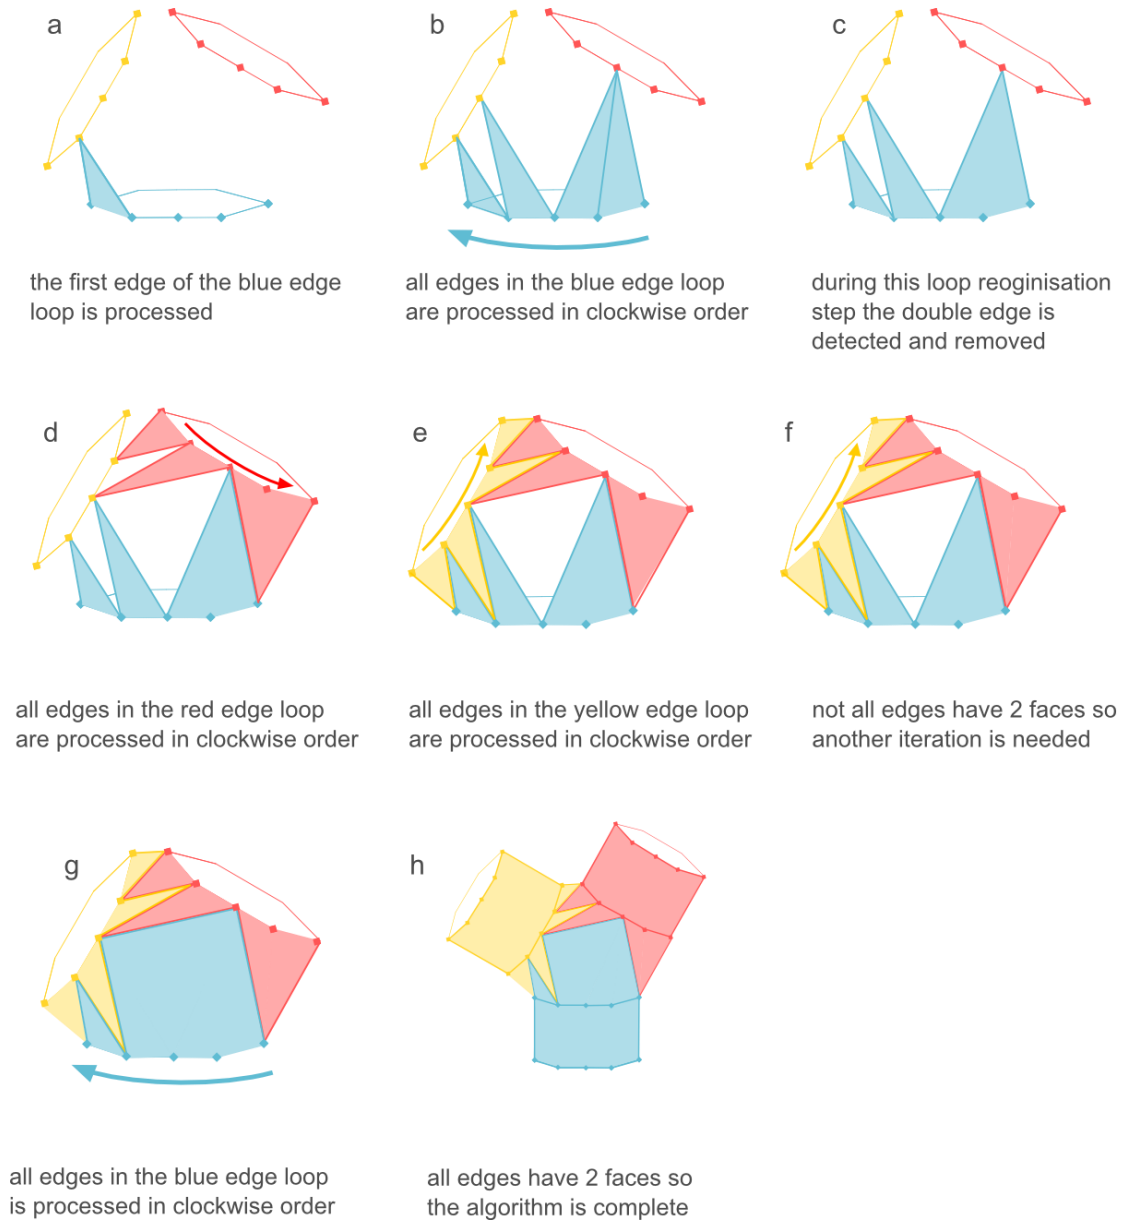 a
b
c
the first edge of the blue edge
loop is processed
all edges in the blue edge loop
are processed in clockwise order
during this loop reoginisation
step the double edge is
detected and removed
d
e
f
all edges in the red edge loop
are processed in clockwise order
all edges in the yellow edge loop
are processed in clockwise order
not all edges have 2 faces so
another iteration is needed
g
h
all edges in the blue edge loop
is processed in clockwise order
all edges have 2 faces so
the algorithm is complete